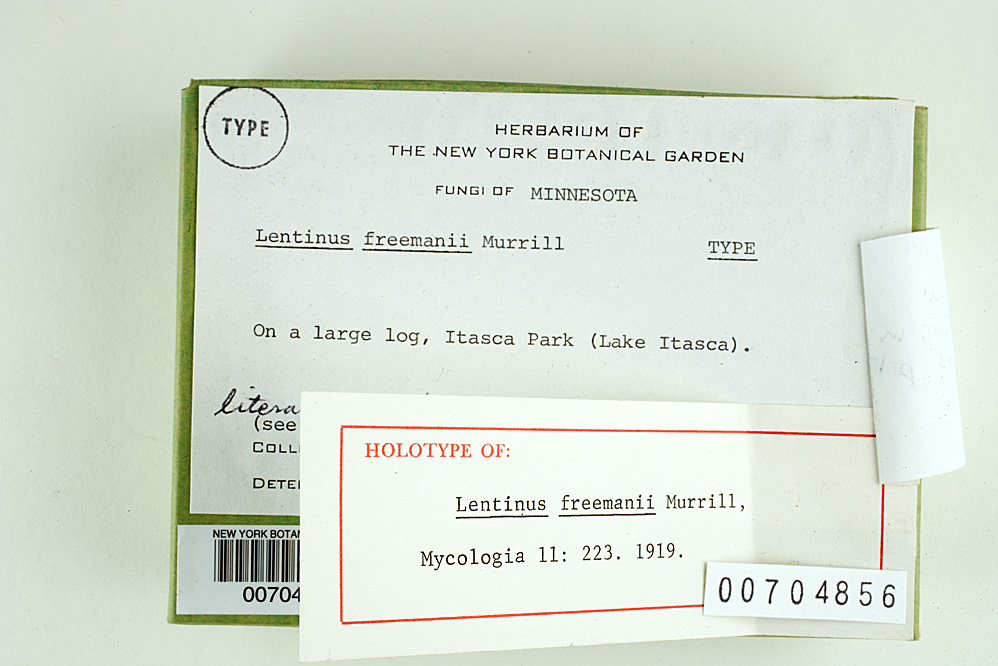 TYPE
HERBARIUM OF
THE NEW YORK BOTANICAL GARDEN
FUNGI OF MINNESOTA
Lentinus freemanii Murrill TYPE
On a large log, Itasca Park (Lake Itasca).
litera
(see
COLL
DETE
NEW YORK BOTA
00704
HOLOTYPE OF:
Lentinus freemanii Murrill,
Mycologia 11: 223. 1919.
00704856